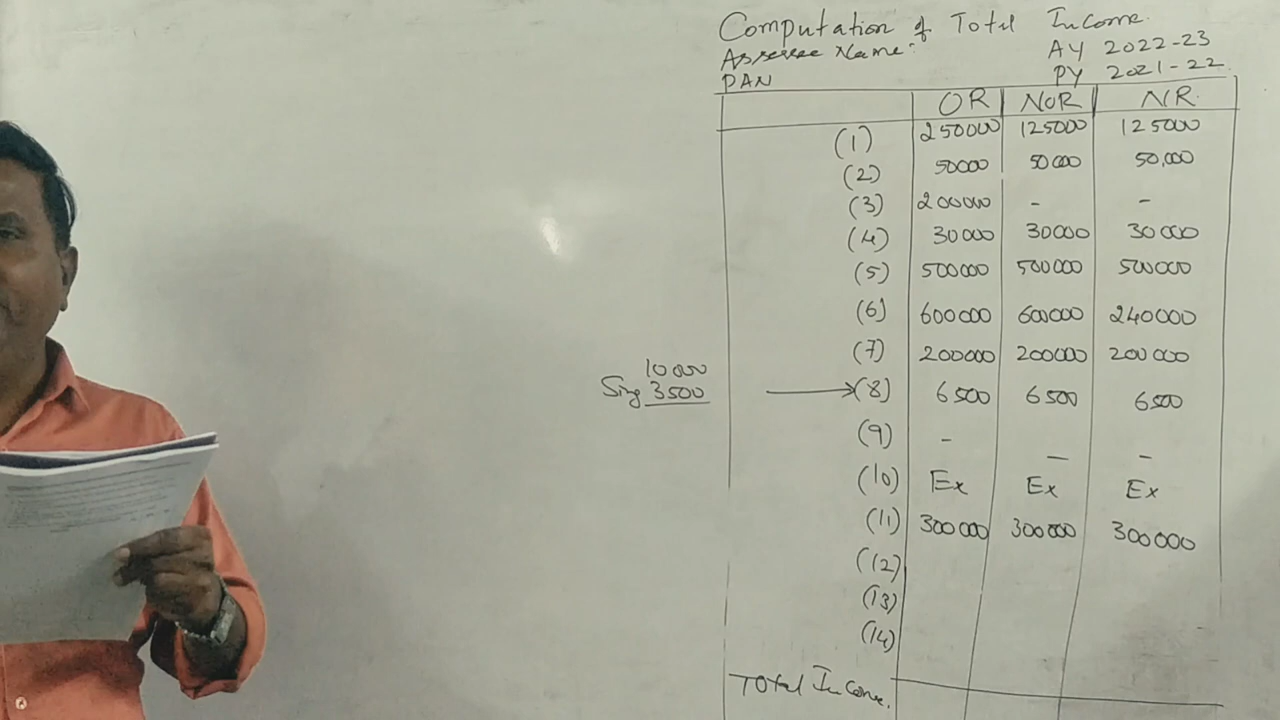 Computation of Total Income.
Assessee Name:- AY 2022-23
PAN PY 2021-22.
OR NOR NR.
(1) 250000 125000 125000
(2) 50000 50000 50,000
(3) 200000 - -
(4) 30000 30000 30000
(5) 500000 500000 500000
(6) 600000 600000 240000
(7) 200000 200000 200000
10000
3500 (8) 6500 6500 6500
(9) - - -
(10) Ex Ex Ex
(11) 300000 300000 300000
(12)
(13)
(14)
Total Income.